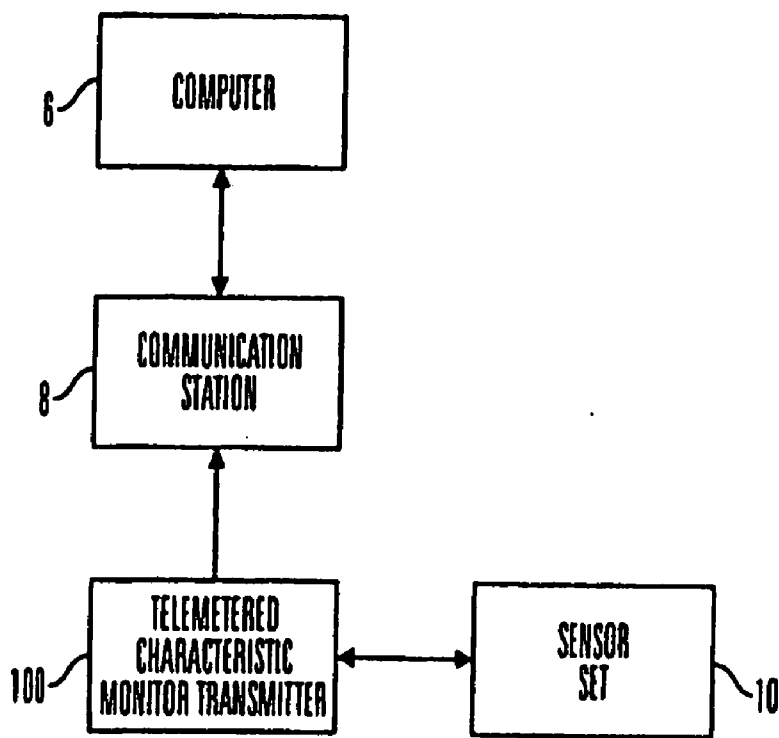 6
COMPUTER
8
COMMUNICATION
STATION
100
TELEMETERED
CHARACTERISTIC
MONITOR TRANSMITTER
SENSOR
SET
10